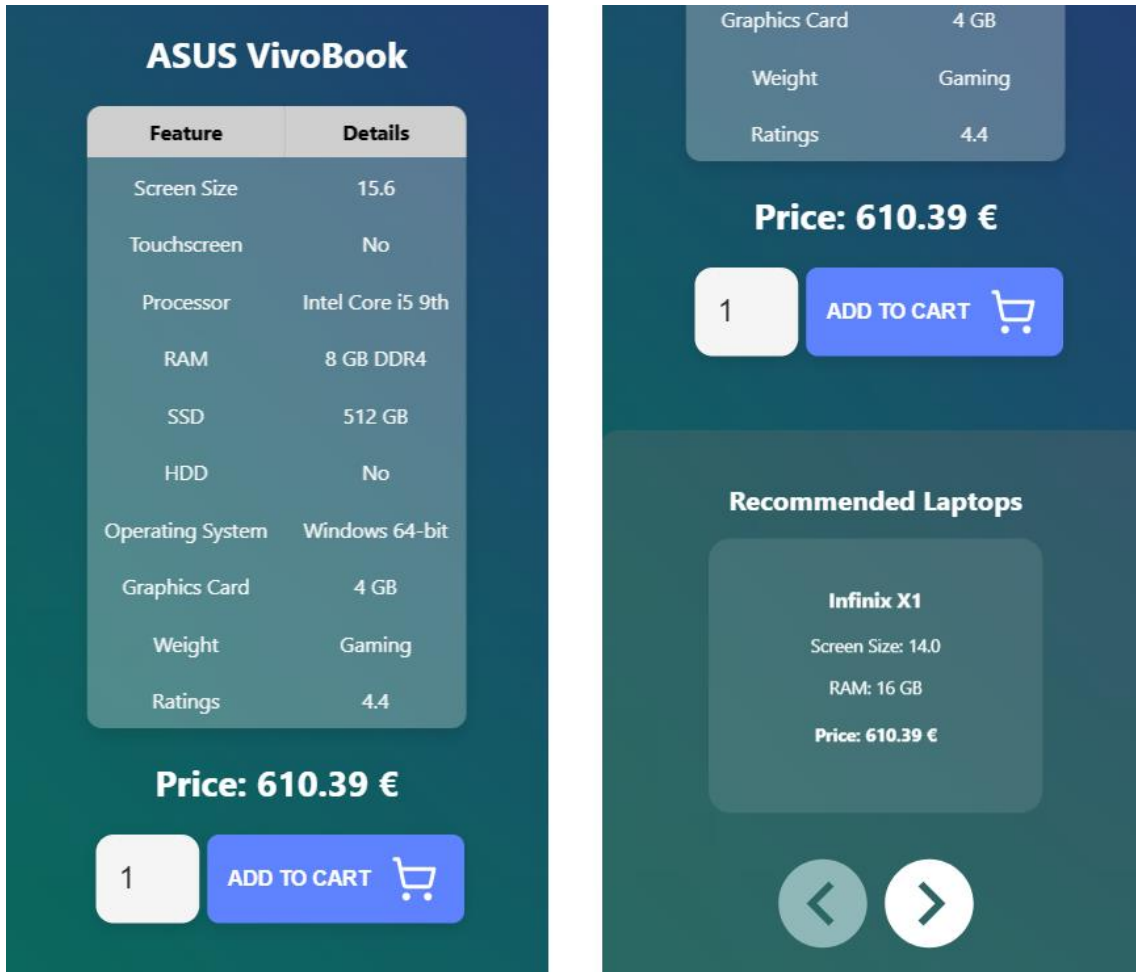 ASUS VivoBook
Feature Details
Screen Size 15.6
Touchscreen No
Processor Intel Core i5 9th
RAM 8 GB DDR4
SSD 512 GB
HDD No
Operating System Windows 64-bit
Graphics Card 4 GB
Weight Gaming
Ratings 4.4
Price: 610.39 €
1 ADD TO CART
Graphics Card 4 GB
Weight Gaming
Ratings 4.4
Price: 610.39 €
1 ADD TO CART
Recommended Laptops
Infinix X1
Screen Size: 14.0
RAM: 16 GB
Price: 610.39 €